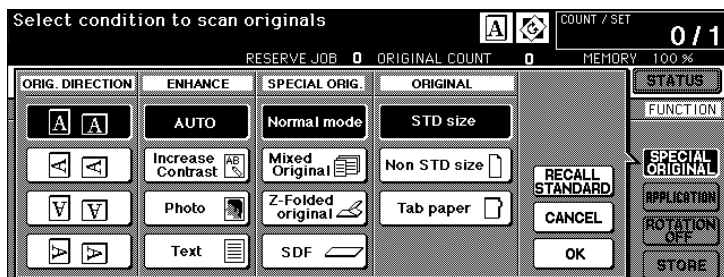 Select condition to scan originals
A
COUNT / SET
0 / 1
RESERVE JOB 0 ORIGINAL COUNT 0 MEMORY 100 %
ORIG. DIRECTION
ENHANCE
SPECIAL ORIG.
ORIGINAL
STATUS
FUNCTION
A A
AUTO
Normal mode
STD size
A A
Increase
Contrast
AB
Mixed
Original
Non STD size
RECALL
STANDARD
SPECIAL
ORIGINAL
A A
Photo
Z-Folded
original
Tab paper
CANCEL
APPLICATION
ROTATION
OFF
A A
Text
SDF
OK
STORE